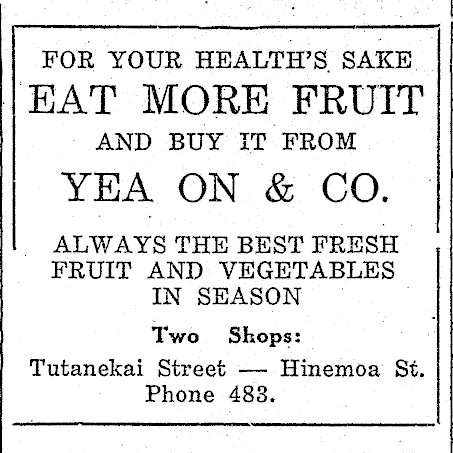 FOR YOUR HEALTH'S SAKE
EAT MORE FRUIT
AND BUY IT FROM
YEA ON & CO.
ALWAYS THE BEST FRESH
FRUIT AND VEGETABLES
IN SEASON
Two Shops:
Tutanekai Street — Hinemoa St.
Phone 483.